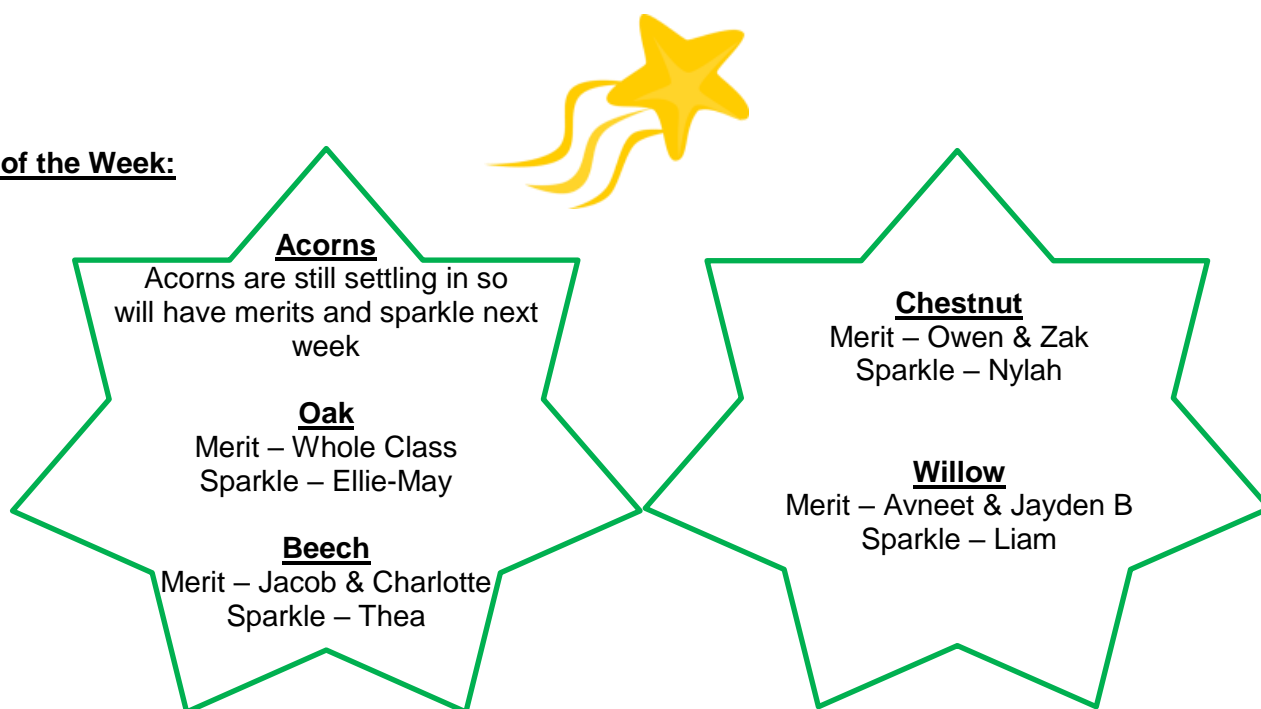 of the Week:
Acorns
Acorns are still settling in so
will have merits and sparkle next
week
Oak
Merit – Whole Class
Sparkle – Ellie-May
Beech
Merit – Jacob & Charlotte
Sparkle – Thea
Chestnut
Merit – Owen & Zak
Sparkle – Nylah
Willow
Merit – Avneet & Jayden B
Sparkle – Liam